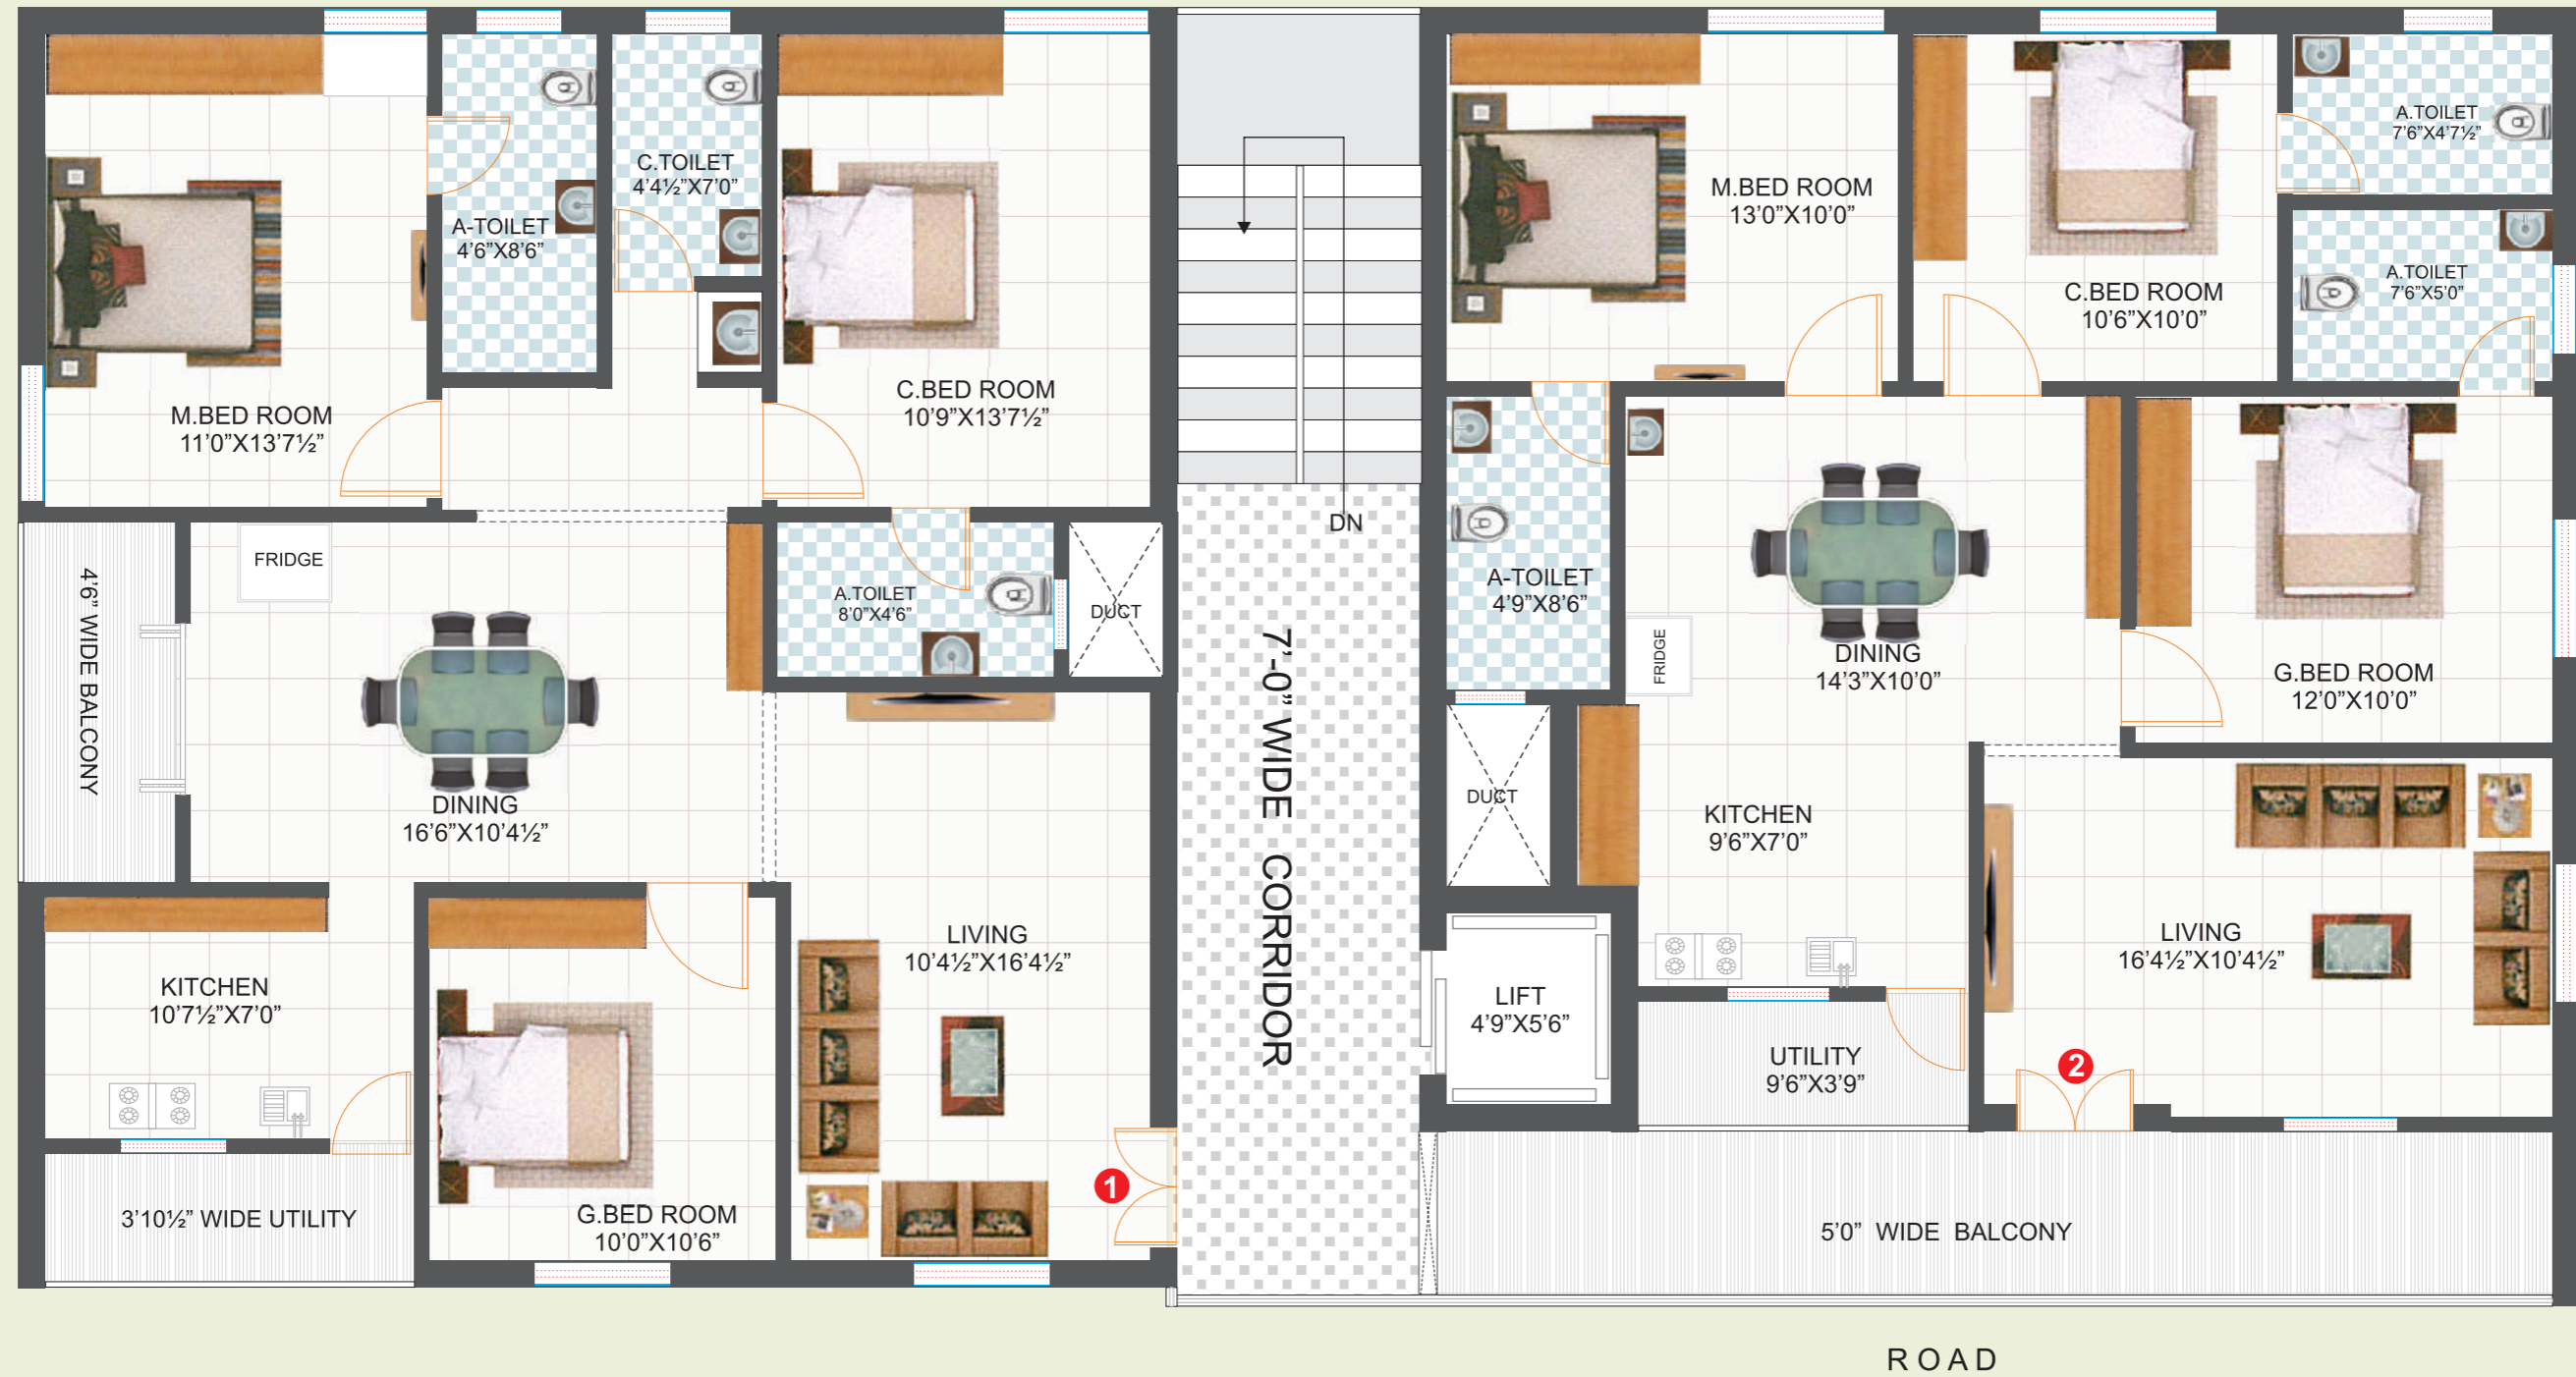 C.TOILET
4'4½”X7'0”
A-TOILET
4'6”X8'6”
M.BED ROOM
11'0”X13'7½”
C.BED ROOM
10'9”X13'7½”
FRIDGE
A.TOILET
8'0”X4'6”
DUCT
4'6” WIDE BALCONY
DINING
16'6”X10'4½”
KITCHEN
10'7½”X7'0”
LIVING
10'4½”X16'4½”
3'10½” WIDE UTILITY
G.BED ROOM
10'0”X10'6”
1
DN
7'-0” WIDE CORRIDOR
M.BED ROOM
13'0”X10'0”
C.BED ROOM
10'6”X10'0”
A.TOILET
7'6”X4'7½”
A.TOILET
7'6”X5'0”
A-TOILET
4'9”X8'6”
FRIDGE
DINING
14'3”X10'0”
G.BED ROOM
12'0”X10'0”
DUCT
KITCHEN
9'6”X7'0”
LIVING
16'4½”X10'4½”
LIFT
4'9”X5'6”
UTILITY
9'6”X3'9”
2
5'0” WIDE BALCONY
ROAD